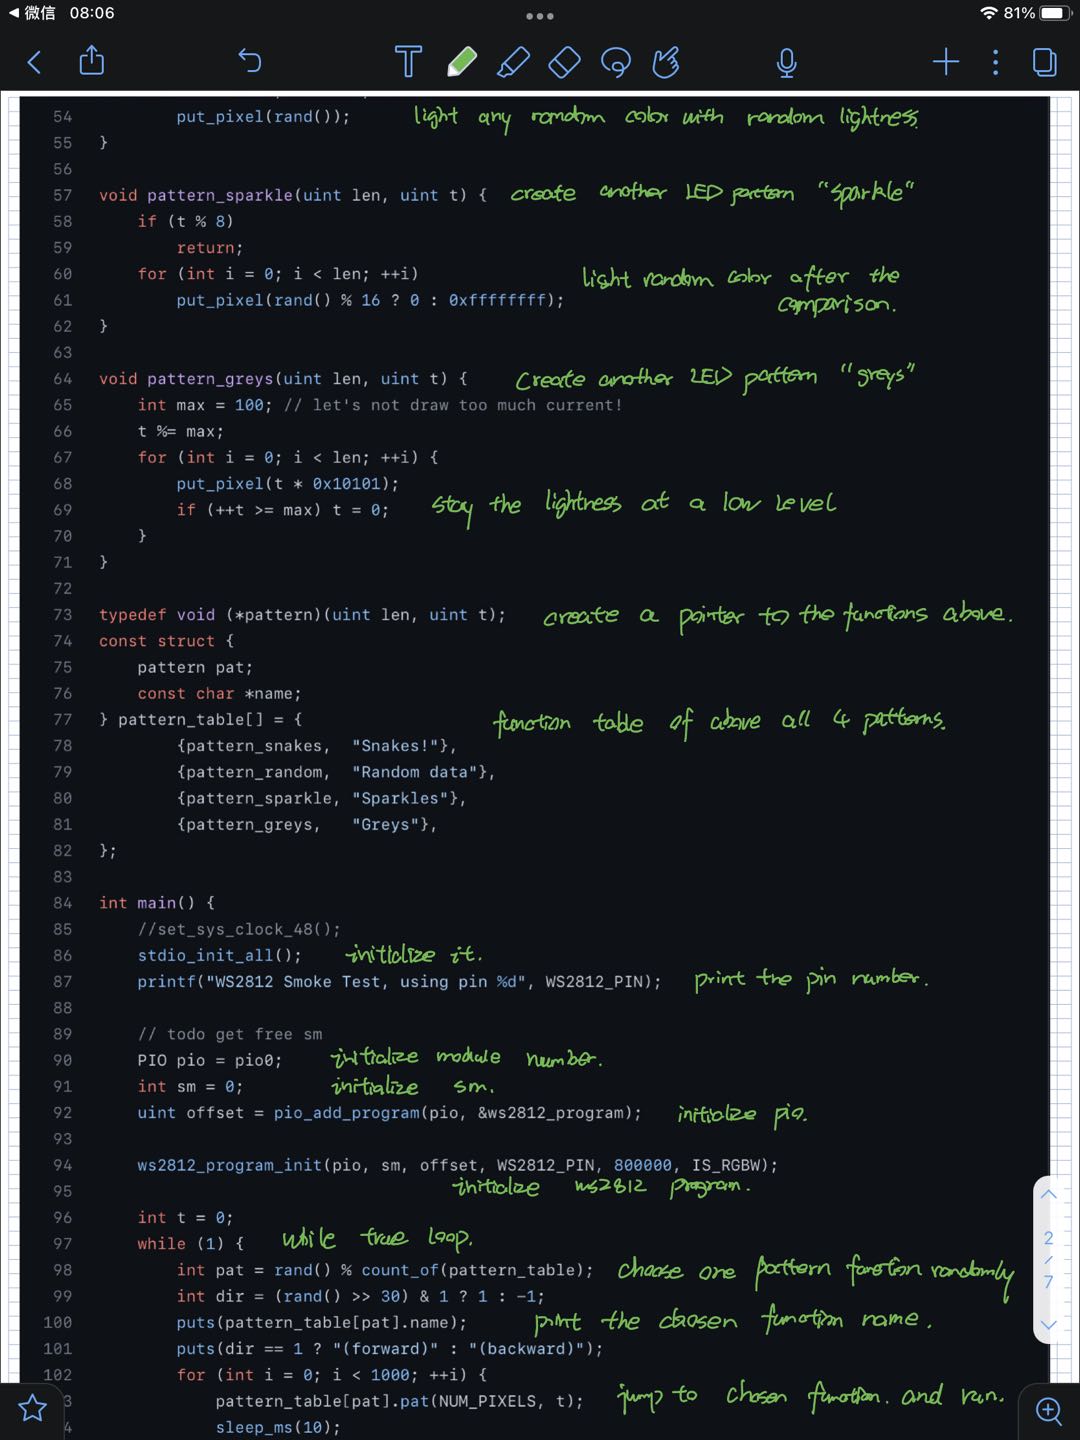 微信 08:06 81%
T
54 put_pixel(rand()); light any random color with random lightness.
55 }
56
57 void pattern_sparkle(uint len, uint t) { create another LED pattern "sparkle"
58 if (t % 8)
59 return;
60 for (int i = 0; i < len; ++i) light random color after the
61 put_pixel(rand() % 16 ? 0 : 0xffffffff); comparison.
62 }
63
64 void pattern_greys(uint len, uint t) { Create another LED pattern "greys"
65 int max = 100; // let's not draw too much current!
66 t %= max;
67 for (int i = 0; i < len; ++i) {
68 put_pixel(t * 0x10101);
69 if (++t >= max) t = 0; stay the lightness at a low level
70 }
71 }
72
73 typedef void (*pattern)(uint len, uint t); create a pointer to the functions above.
74 const struct {
75 pattern pat;
76 const char *name;
77 } pattern_table[] = { function table of above all 4 patterns.
78 {pattern_snakes, "Snakes!"},
79 {pattern_random, "Random data"},
80 {pattern_sparkle, "Sparkles"},
81 {pattern_greys, "Greys"},
82 };
83
84 int main() {
85 //set_sys_clock_48();
86 stdio_init_all(); initialize it.
87 printf("WS2812 Smoke Test, using pin %d", WS2812_PIN); print the pin number.
88
89 // todo get free sm
90 PIO pio = pio0; initialize module number.
91 int sm = 0; initialize sm.
92 uint offset = pio_add_program(pio, &ws2812_program); initialze pio.
93
94 ws2812_program_init(pio, sm, offset, WS2812_PIN, 800000, IS_RGBW);
95 initialize ws2812 program.
96 int t = 0;
97 while (1) { while true loop.
98 int pat = rand() % count_of(pattern_table); choose one pattern function randomly
99 int dir = (rand() >> 30) & 1 ? 1 : -1;
100 puts(pattern_table[pat].name); print the chosen function name.
101 puts(dir == 1 ? "(forward)" : "(backward)");
102 for (int i = 0; i < 1000; ++i) {
3 pattern_table[pat].pat(NUM_PIXELS, t); jump to chosen function. and run.
4 sleep_ms(10);
2
/
7